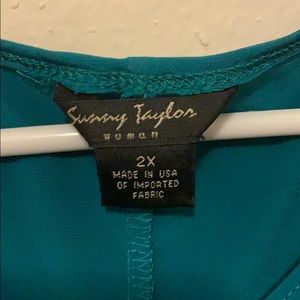 Sunny Taylor
WOMAN
2X
MADE IN USA
OF IMPORTED
FABRIC